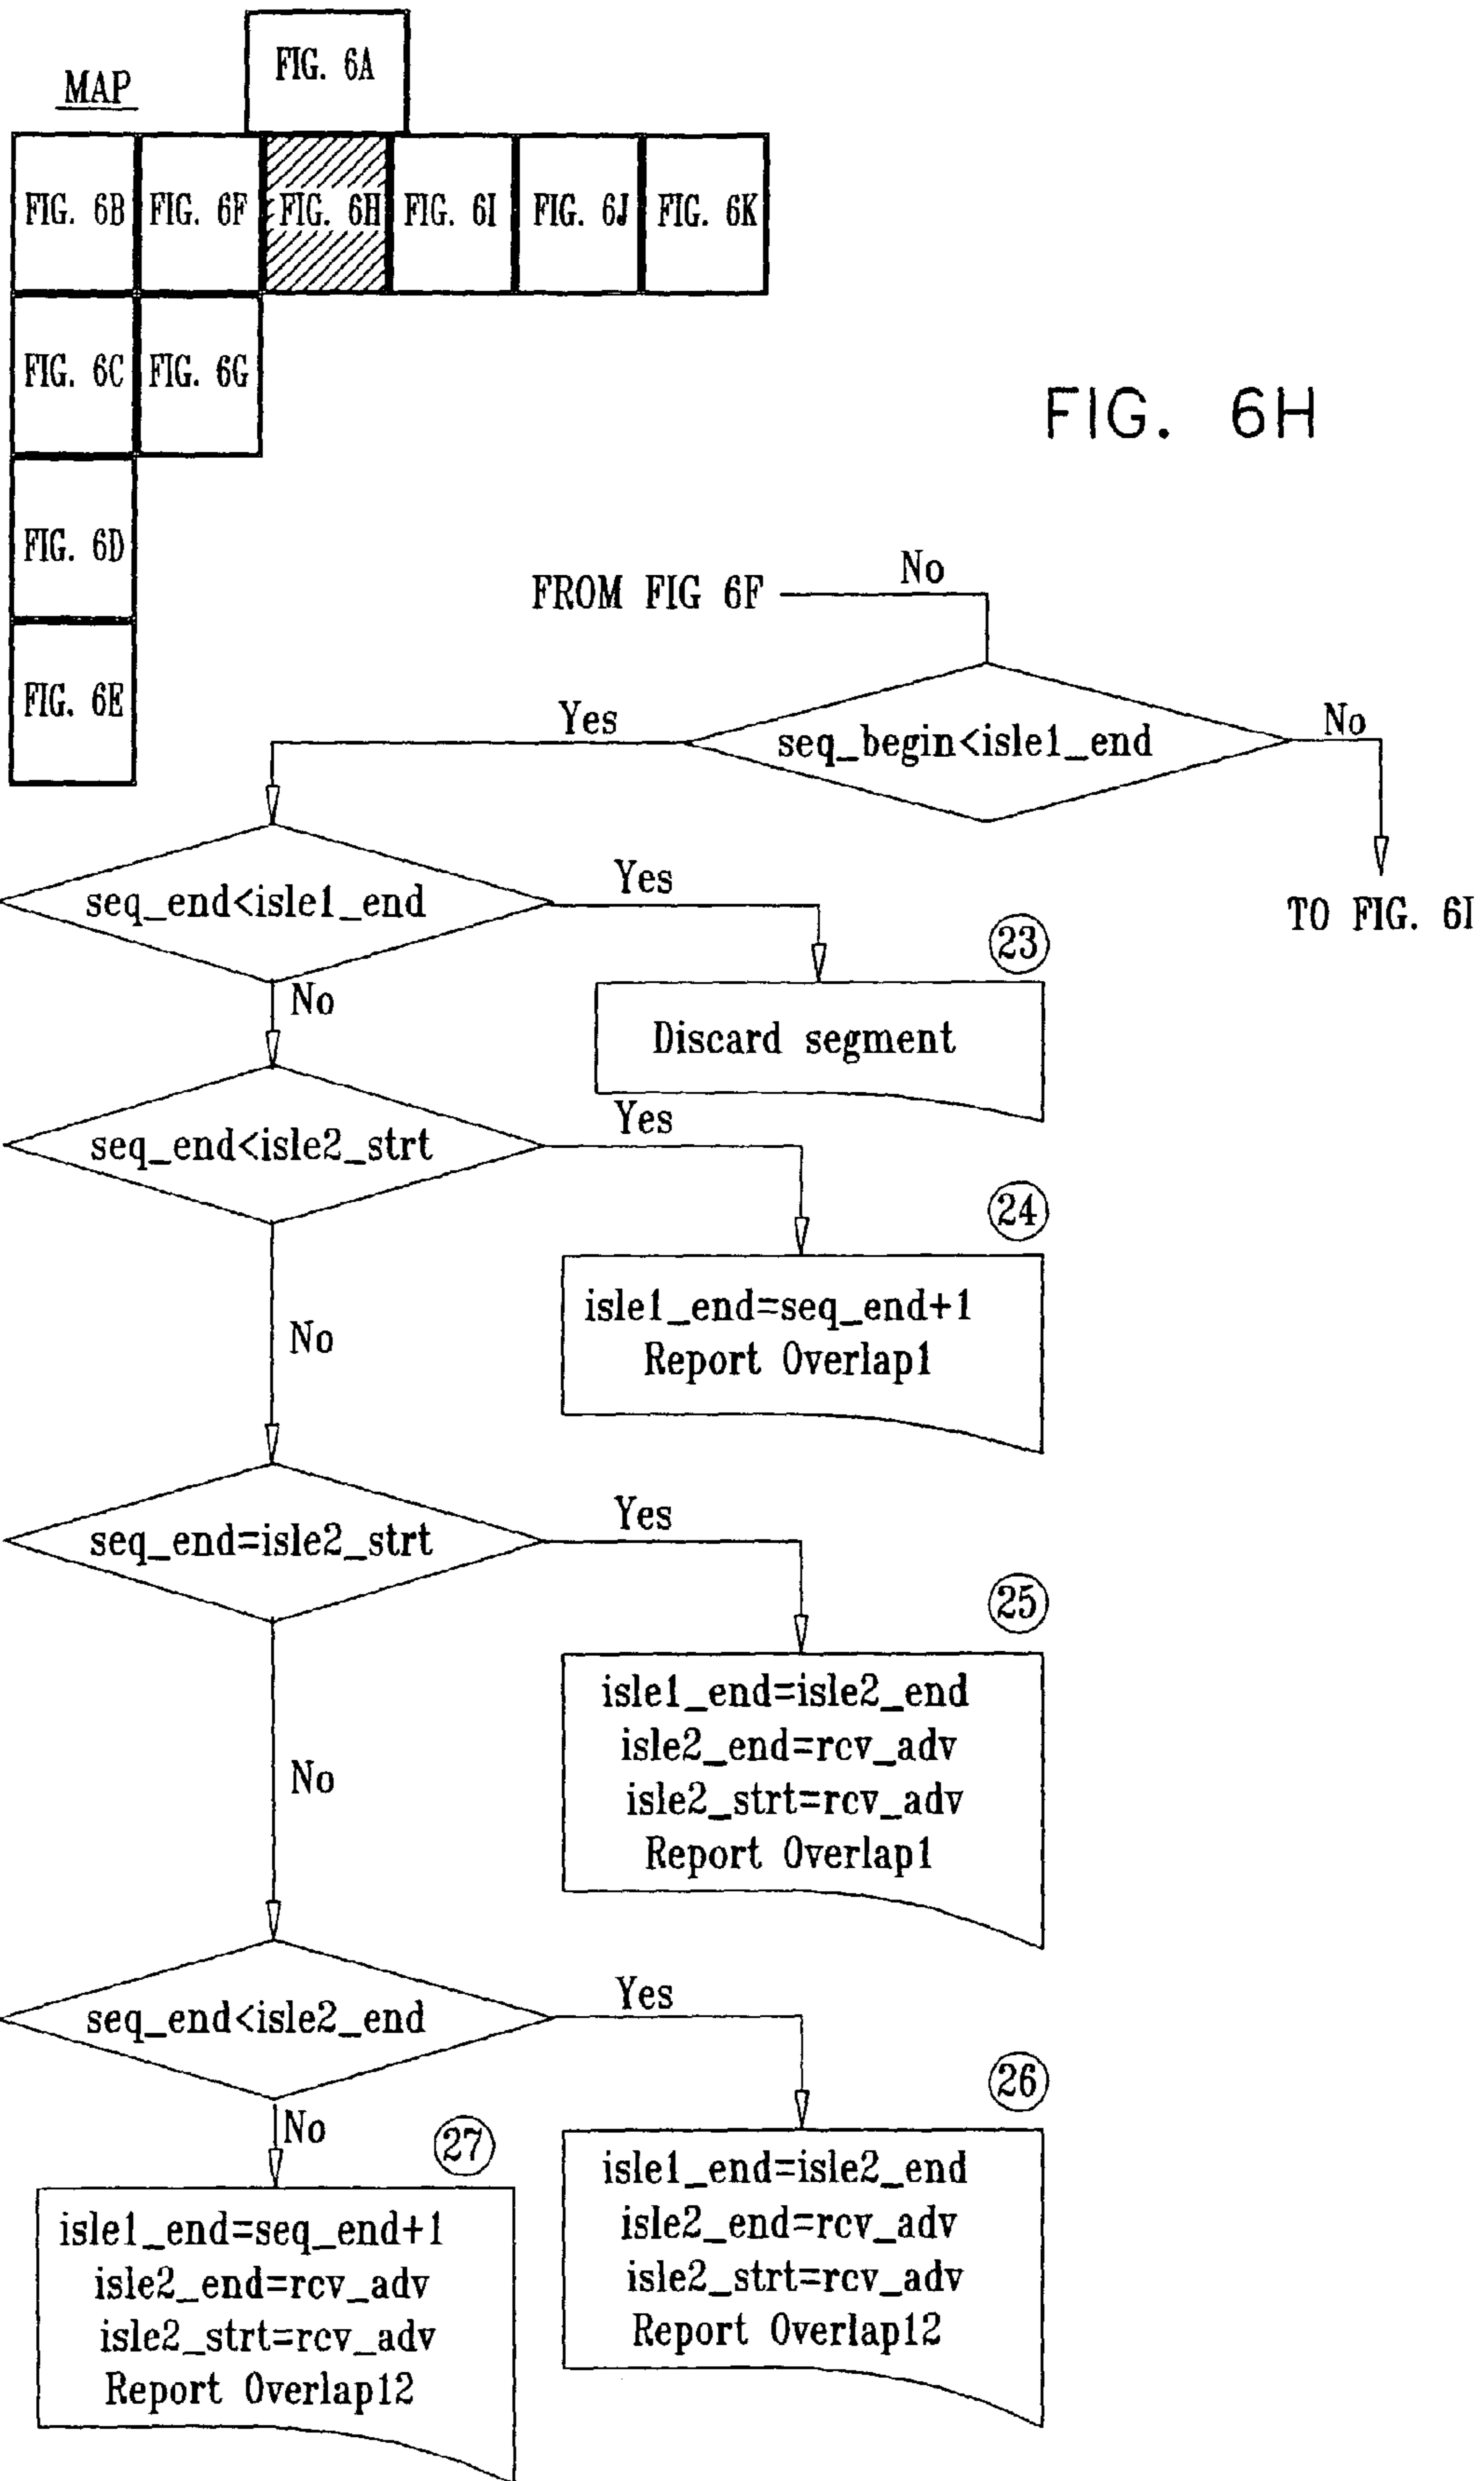 MAP
FIG. 6A
FIG. 6B
FIG. 6F
FIG. 6H
FIG. 6I
FIG. 6J
FIG. 6K
FIG. 6C
FIG. 6G
FIG. 6D
FIG. 6E
FIG. 6H
FROM FIG 6F
No
seq_begin<isle1_end
Yes
No
TO FIG. 6I
seq_end<isle1_end
Yes
No
23
Discard segment
seq_end<isle2_strt
Yes
No
24
isle1_end=seq_end+1
Report Overlap1
seq_end=isle2_strt
Yes
No
25
isle1_end=isle2_end
isle2_end=rcv_adv
isle2_strt=rcv_adv
Report Overlap1
seq_end<isle2_end
Yes
No
26
isle1_end=isle2_end
isle2_end=rcv_adv
isle2_strt=rcv_adv
Report Overlap12
27
isle1_end=seq_end+1
isle2_end=rcv_adv
isle2_strt=rcv_adv
Report Overlap12